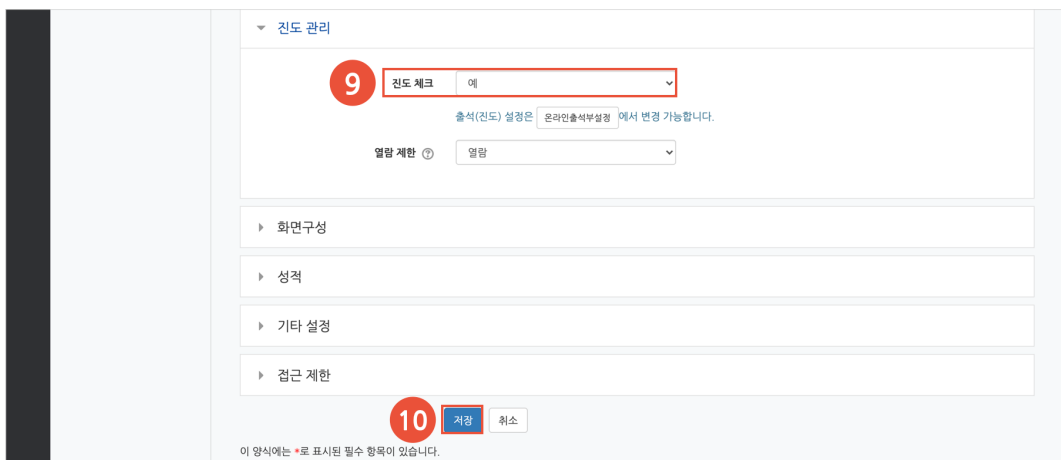 진도 관리
9 진도 체크 예
출석(진도) 설정은 온라인출석부설정 에서 변경 가능합니다.
열람 제한 ? 열람
화면구성
성적
기타 설정
접근 제한
10 저장 취소
이 양식에는 *로 표시된 필수 항목이 있습니다.